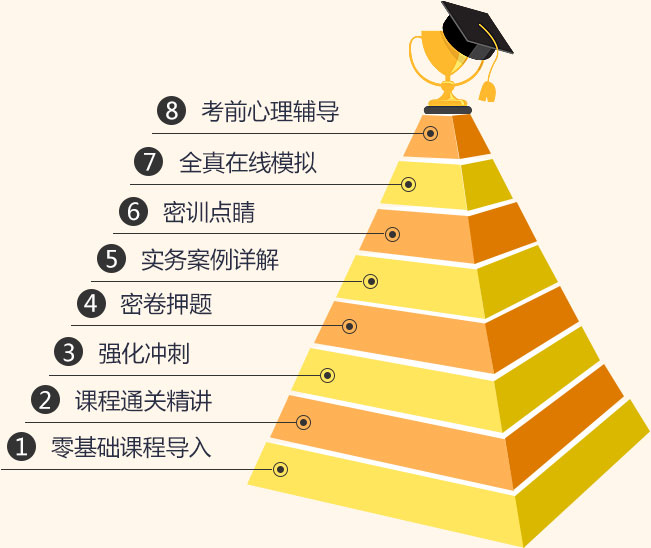 8 考前心理辅导
7 全真在线模拟
6 密训点睛
5 实务案例详解
4 密卷押题
3 强化冲刺
2 课程通关精讲
1 零基础课程导入